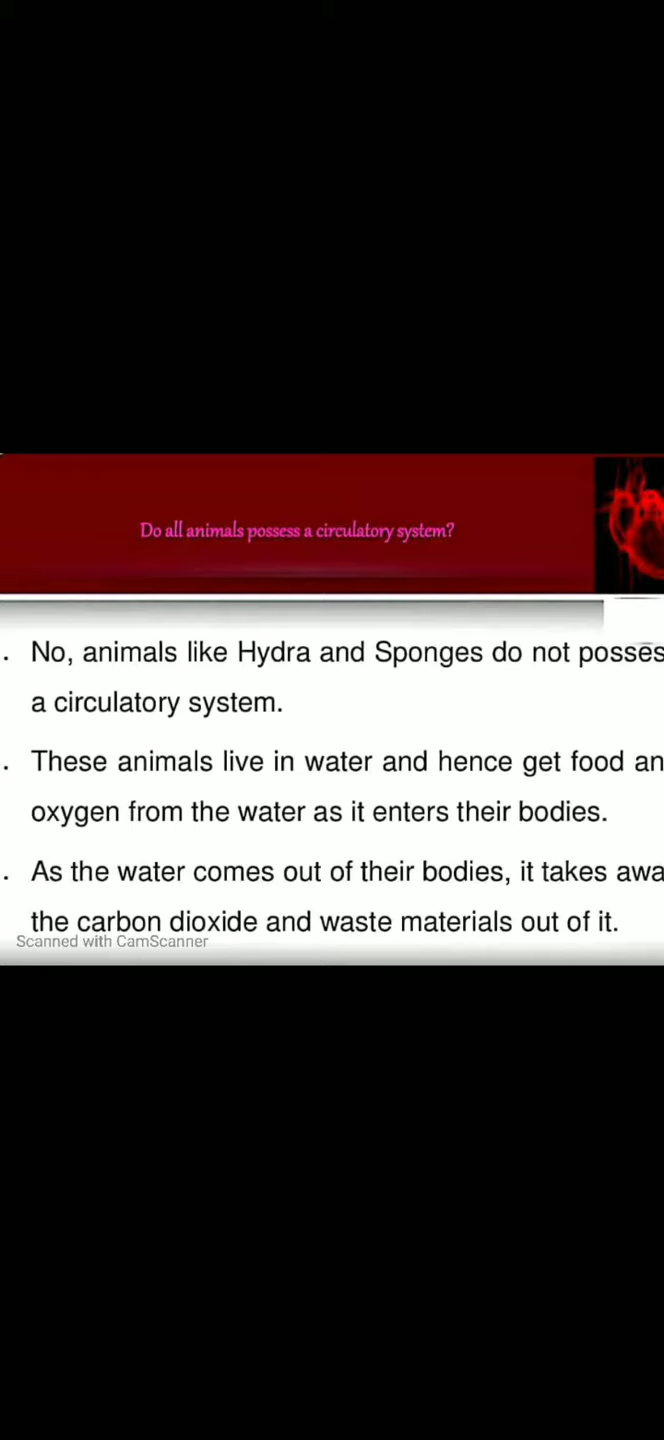 Do all animals possess a circulatory system?
. No, animals like Hydra and Sponges do not posses
a circulatory system.
. These animals live in water and hence get food an
oxygen from the water as it enters their bodies.
. As the water comes out of their bodies, it takes awa
the carbon dioxide and waste materials out of it.
Scanned with CamScanner